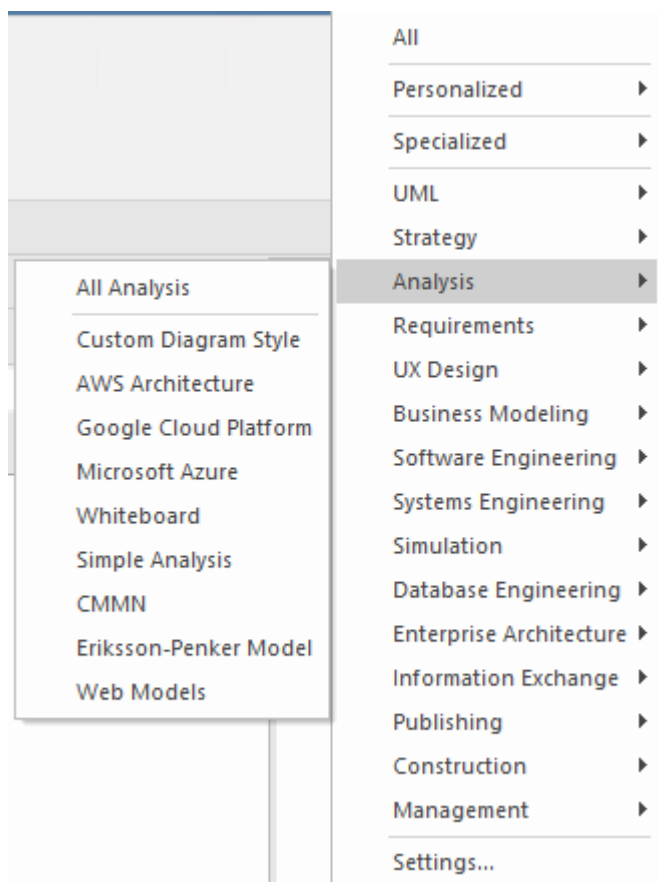 All
Personalized
Specialized
UML
Strategy
Analysis
Requirements
UX Design
Business Modeling
Software Engineering
Systems Engineering
Simulation
Database Engineering
Enterprise Architecture
Information Exchange
Publishing
Construction
Management
Settings...
All Analysis
Custom Diagram Style
AWS Architecture
Google Cloud Platform
Microsoft Azure
Whiteboard
Simple Analysis
CMMN
Eriksson-Penker Model
Web Models